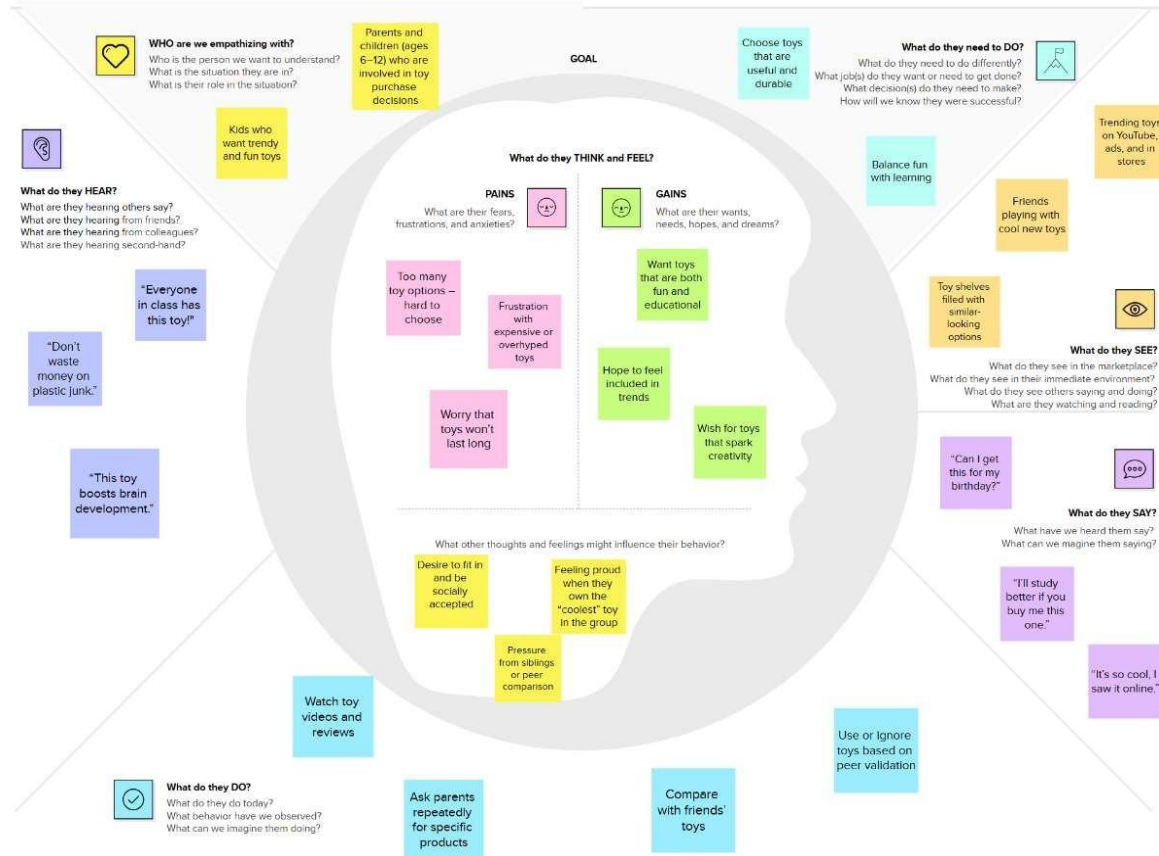 WHO are we empathizing with?
Who is the person we want to understand?
What is the situation they are in?
What is their role in the situation?
Parents and
children (ages
6–12) who are
involved in toy
purchase
decisions
Kids who
want trendy
and fun toys
GOAL
Choose toys
that are
useful and
durable
What do they need to DO?
What do they need to do differently?
What job(s) do they want or need to get done?
What decision(s) do they need to make?
How will we know they were successful?
Balance fun
with learning
Trending toys
on YouTube,
ads, and in
stores
Friends
playing with
cool new toys
Toy shelves
filled with
similar-
looking
options
What do they SEE?
What do they see in the marketplace?
What do they see in their immediate environment?
What do they see others saying and doing?
What are they watching and reading?
"Can I get
this for my
birthday?"
What do they SAY?
What have we heard them say?
What can we magine them saying?
"I'll study
better if you
buy me this
one."
"It's so cool, I
saw it online."
What do they HEAR?
What are they hearing others say?
What are they hearing from friends?
What are they hearing from colleagues?
What are they hearing second-hand?
"Everyone
in class has
this toy!"
"Don't
waste
money on
plastic junk."
"This toy
boosts brain
development."
What do they THINK and FEEL?
PAINS
What are their fears,
frustrations, and anxieties?
Too many
toy options –
hard to
choose
Frustration
with
expensive or
overhyped
toys
Worry that
toys won't
last long
GAINS
What are their wants,
needs, hopes, and dreams?
Want toys
that are both
fun and
educational
Hope to feel
included in
trends
Wish for toys
that spark
creativity
What other thoughts and feelings might influence their behavior?
Desire to fit in
and be
socially
accepted
Feeling proud
when they
own the
"coolest" toy
in the group
Pressure
from siblings
or peer
comparison
What do they DO?
What do they do today?
What behavior have we observed?
What can we imagine them doing?
Watch toy
videos and
reviews
Ask parents
repeatedly
for specific
products
Compare
with friends'
toys
Use or Ignore
toys based on
peer validation